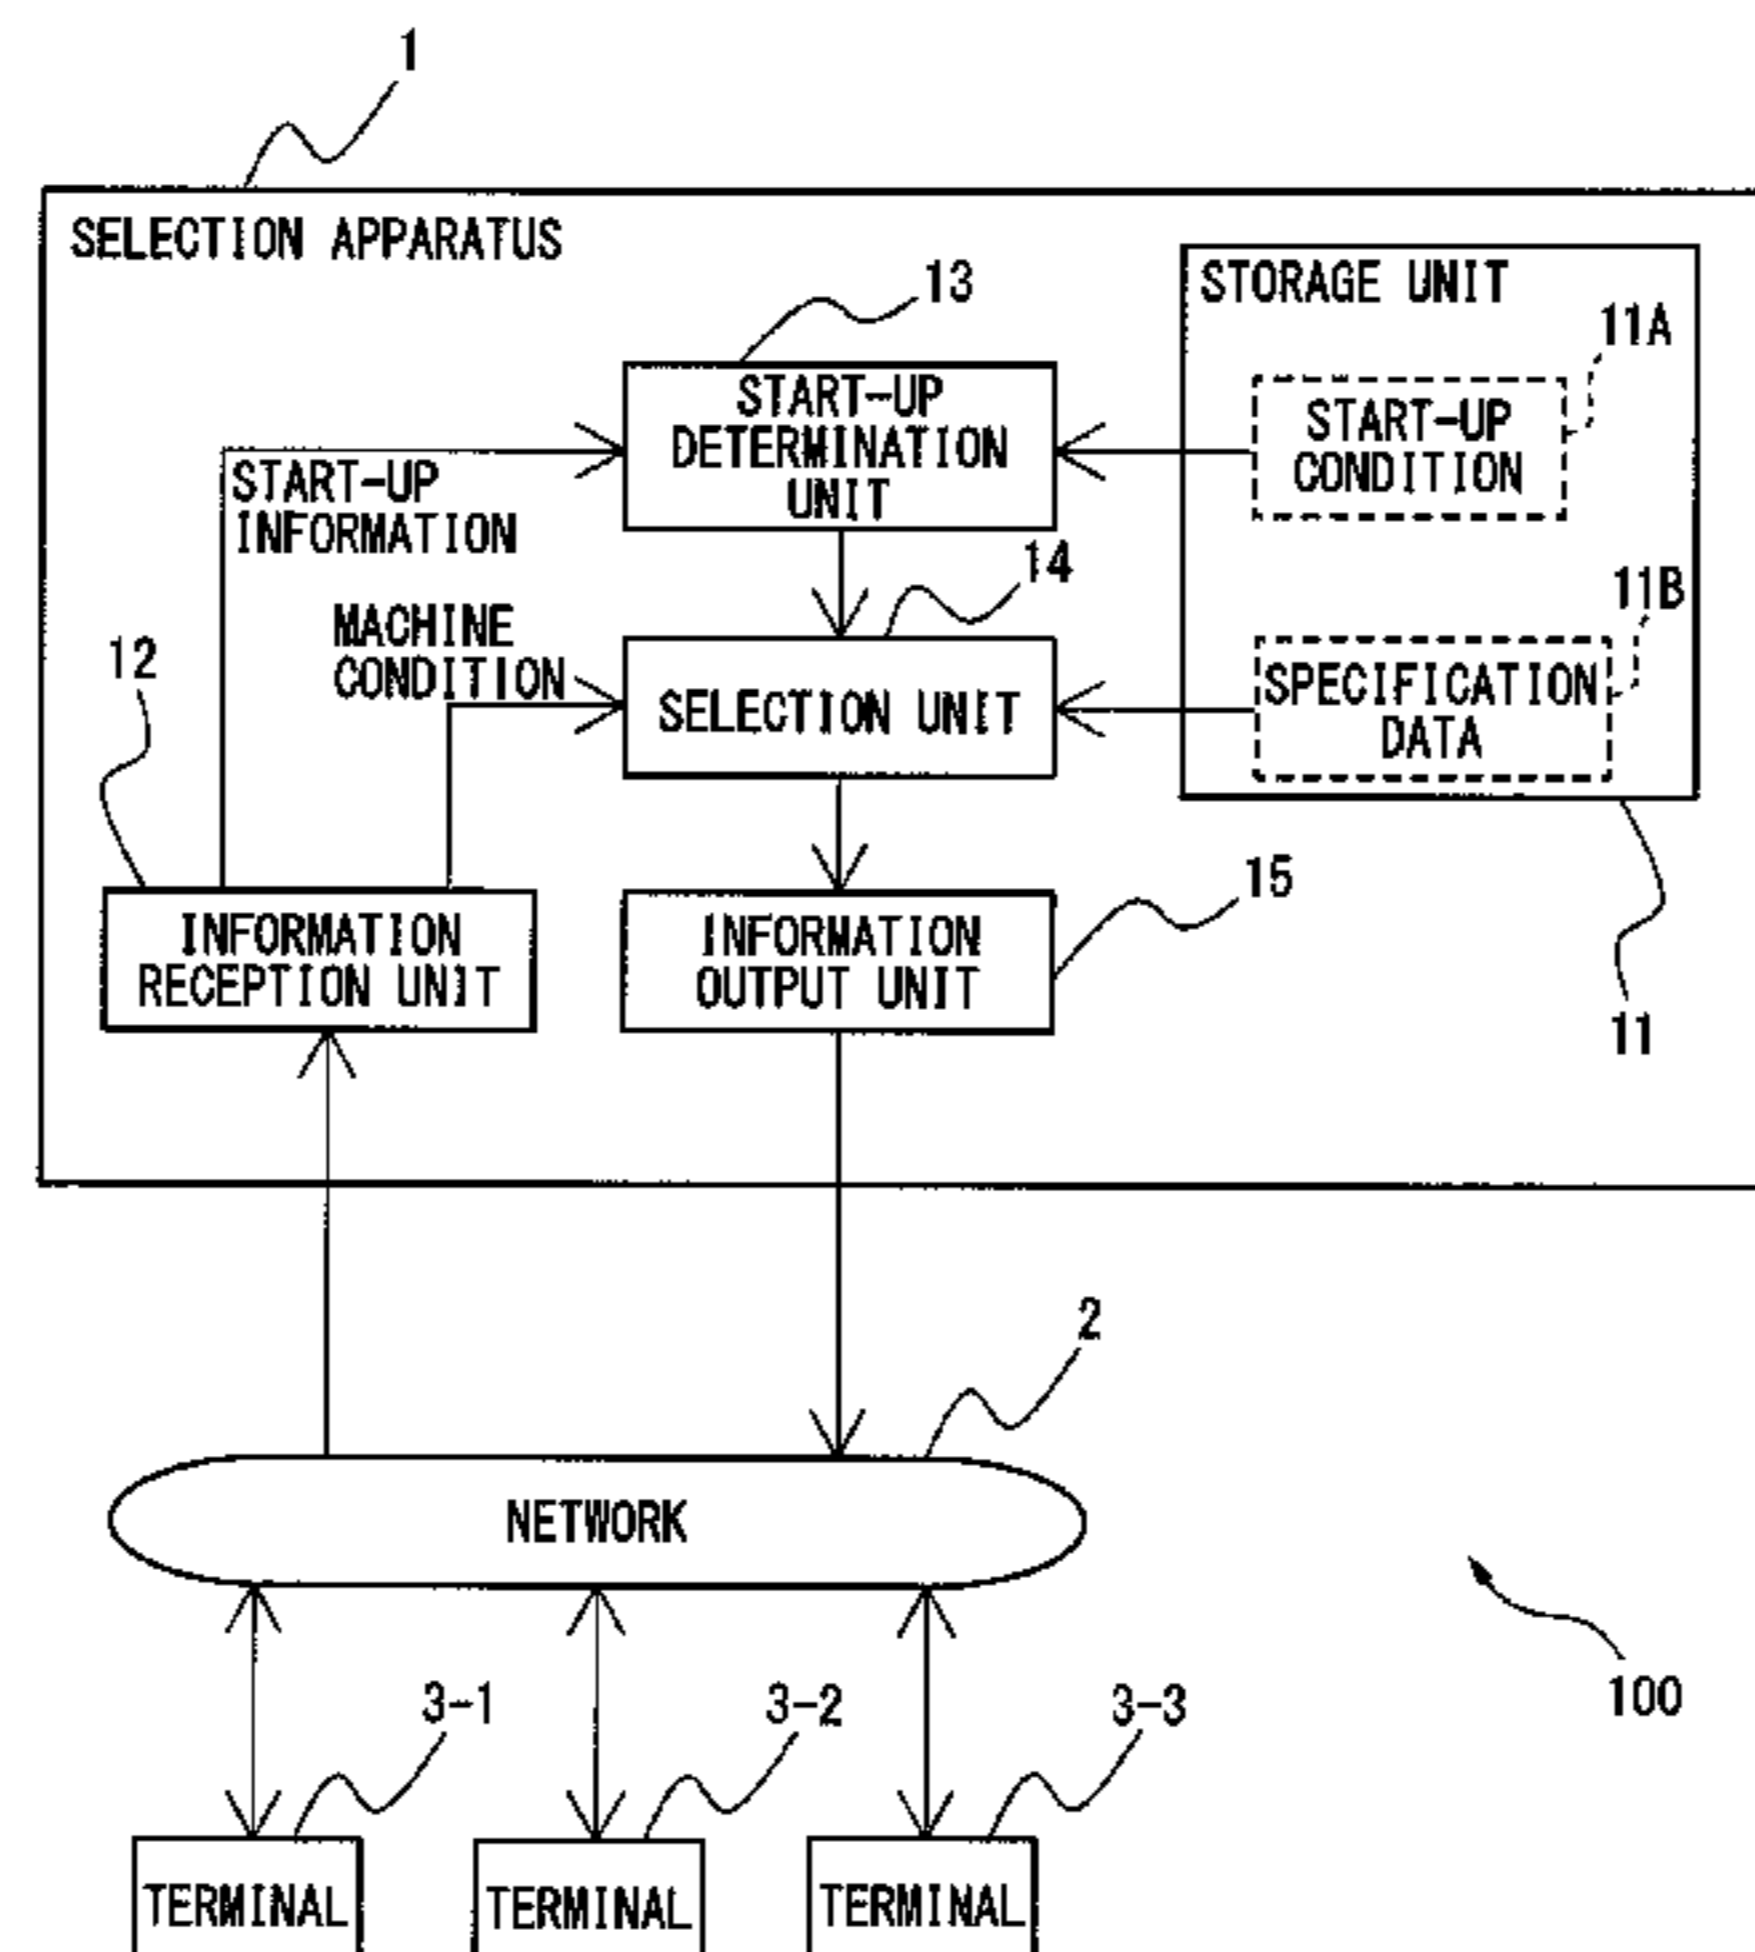 1
SELECTION APPARATUS
13
STORAGE UNIT
11A
START-UP
DETERMINATION
UNIT
START-UP
CONDITION
START-UP
INFORMATION
14
11B
MACHINE
CONDITION
12
SELECTION UNIT
SPECIFICATION
DATA
15
INFORMATION
RECEPTION UNIT
INFORMATION
OUTPUT UNIT
11
2
NETWORK
100
3-1
3-2
3-3
TERMINAL
TERMINAL
TERMINAL